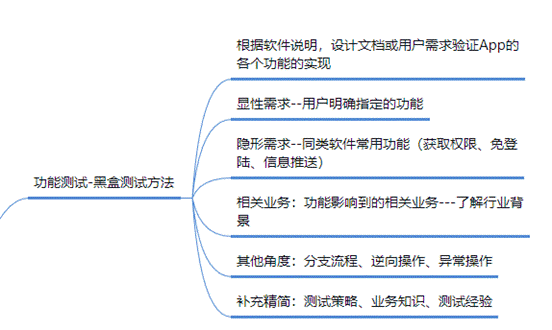 根据软件说明，设计文档或用户需求验证App的
各个功能的实现
显性需求--用户明确指定的功能
隐形需求--同类软件常用功能（获取权限、免登
陆、信息推送）
功能测试-黑盒测试方法
相关业务：功能影响到的相关业务---了解行业背
景
其他角度：分支流程、逆向操作、异常操作
补充精简：测试策略、业务知识、测试经验